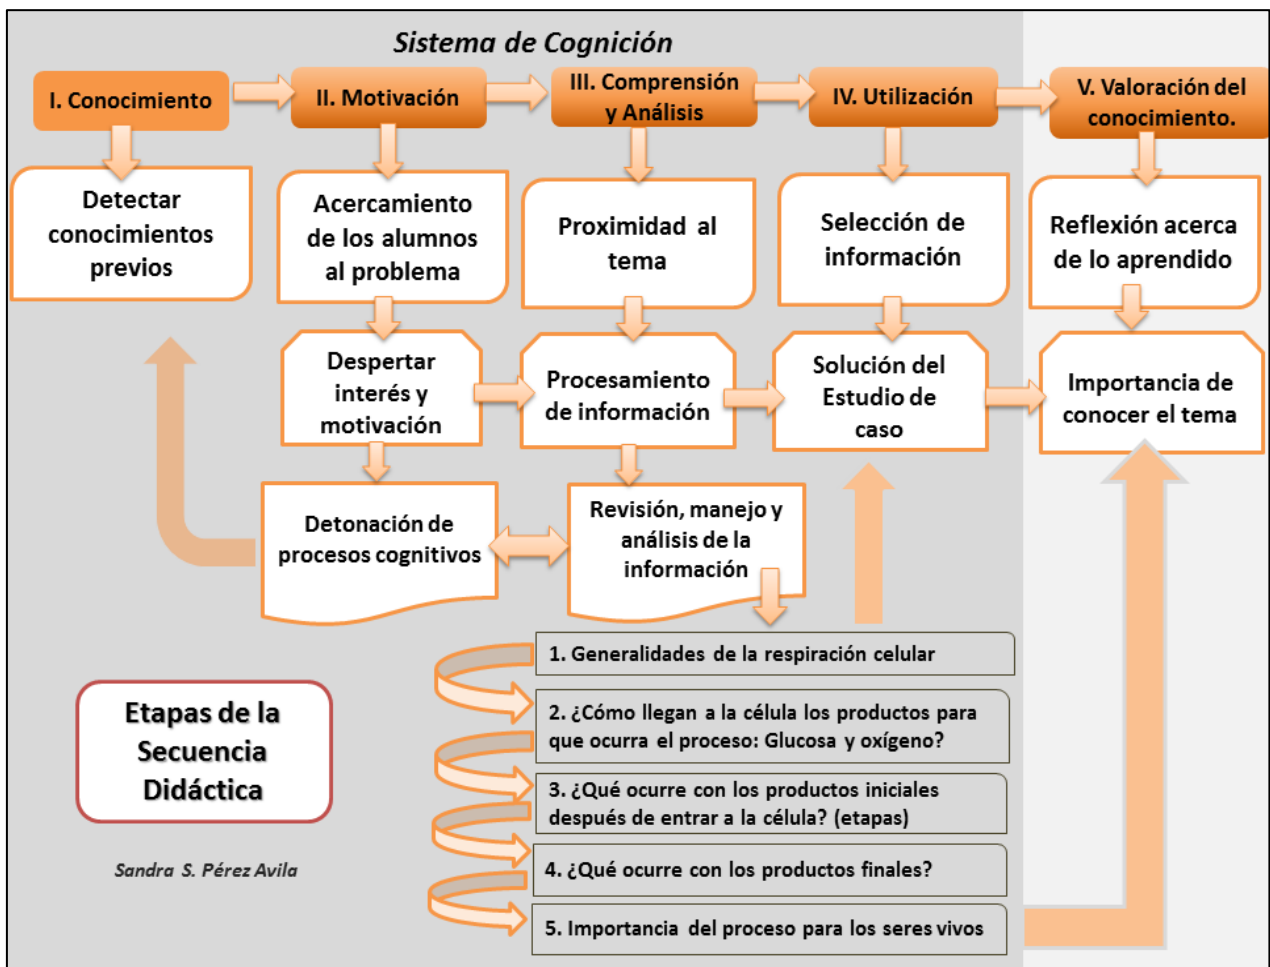 Sistema de Cognición
I. Conocimiento
II. Motivación
III. Comprensión
y Análisis
IV. Utilización
V. Valoración del
conocimiento.
Detectar
conocimientos
previos
Acercamiento
de los alumnos
al problema
Proximidad al
tema
Selección de
información
Reflexión acerca
de lo aprendido
Despertar
interés y
motivación
Procesamiento
de información
Solución del
Estudio de
caso
Importancia de
conocer el tema
Detonación de
procesos cognitivos
Revisión, manejo y
análisis de la
información
1. Generalidades de la respiración celular
2. ¿Cómo llegan a la célula los productos para
que ocurra el proceso: Glucosa y oxígeno?
3. ¿Qué ocurre con los productos iniciales
después de entrar a la célula? (etapas)
4. ¿Qué ocurre con los productos finales?
5. Importancia del proceso para los seres vivos
Etapas de la
Secuencia
Didáctica
Sandra S. Pérez Avila